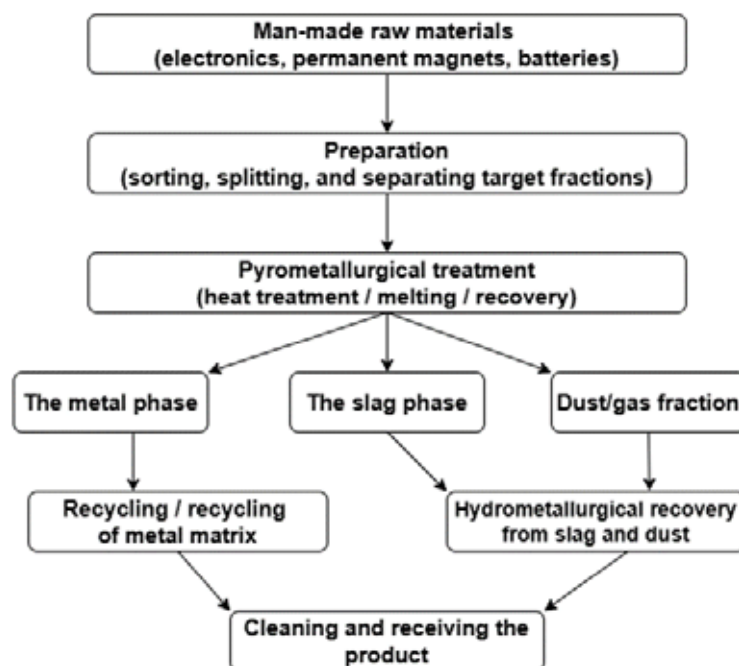 Man-made raw materials
(electronics, permanent magnets, batteries)
Preparation
(sorting, splitting, and separating target fractions)
Pyrometallurgical treatment
(heat treatment / melting / recovery)
The metal phase
The slag phase
Dust/gas fraction
Recycling / recycling
of metal matrix
Hydrometallurgical recovery
from slag and dust
Cleaning and receiving the
product